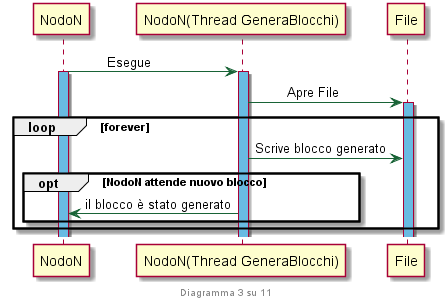 NodoN NodoN(Thread GeneraBlocchi) File
Esegue
Apre File
loop [forever]
Scrive blocco generato
opt [NodoN attende nuovo blocco]
il blocco è stato generato
NodoN NodoN(Thread GeneraBlocchi) File
Diagramma 3 su 11